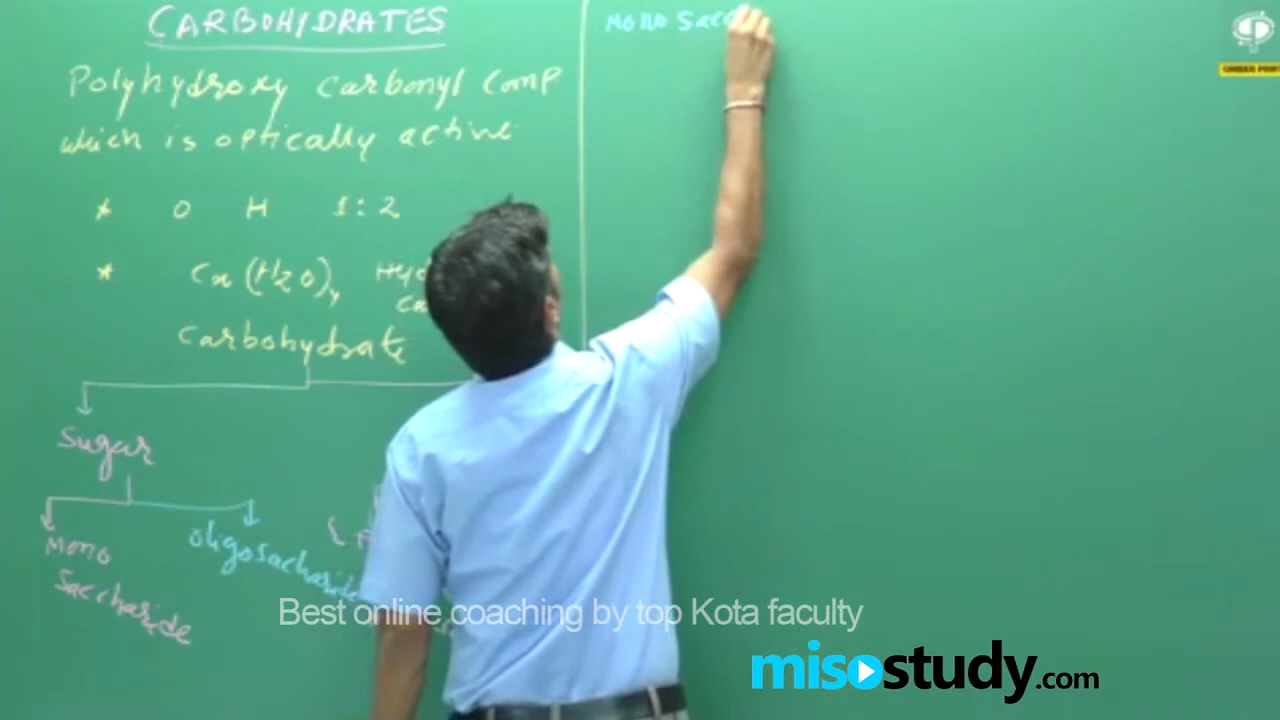 CARBOHYDRATES
Polyhydroxy carbonyl Comp
which is optically active
* O H 1:2
* Cx(H2O)y
Carbohydrate
Sugar
Mono
Saccharide
Oligosaccharide
Mono Sacc
Best online coaching by top Kota faculty
misostudy.com